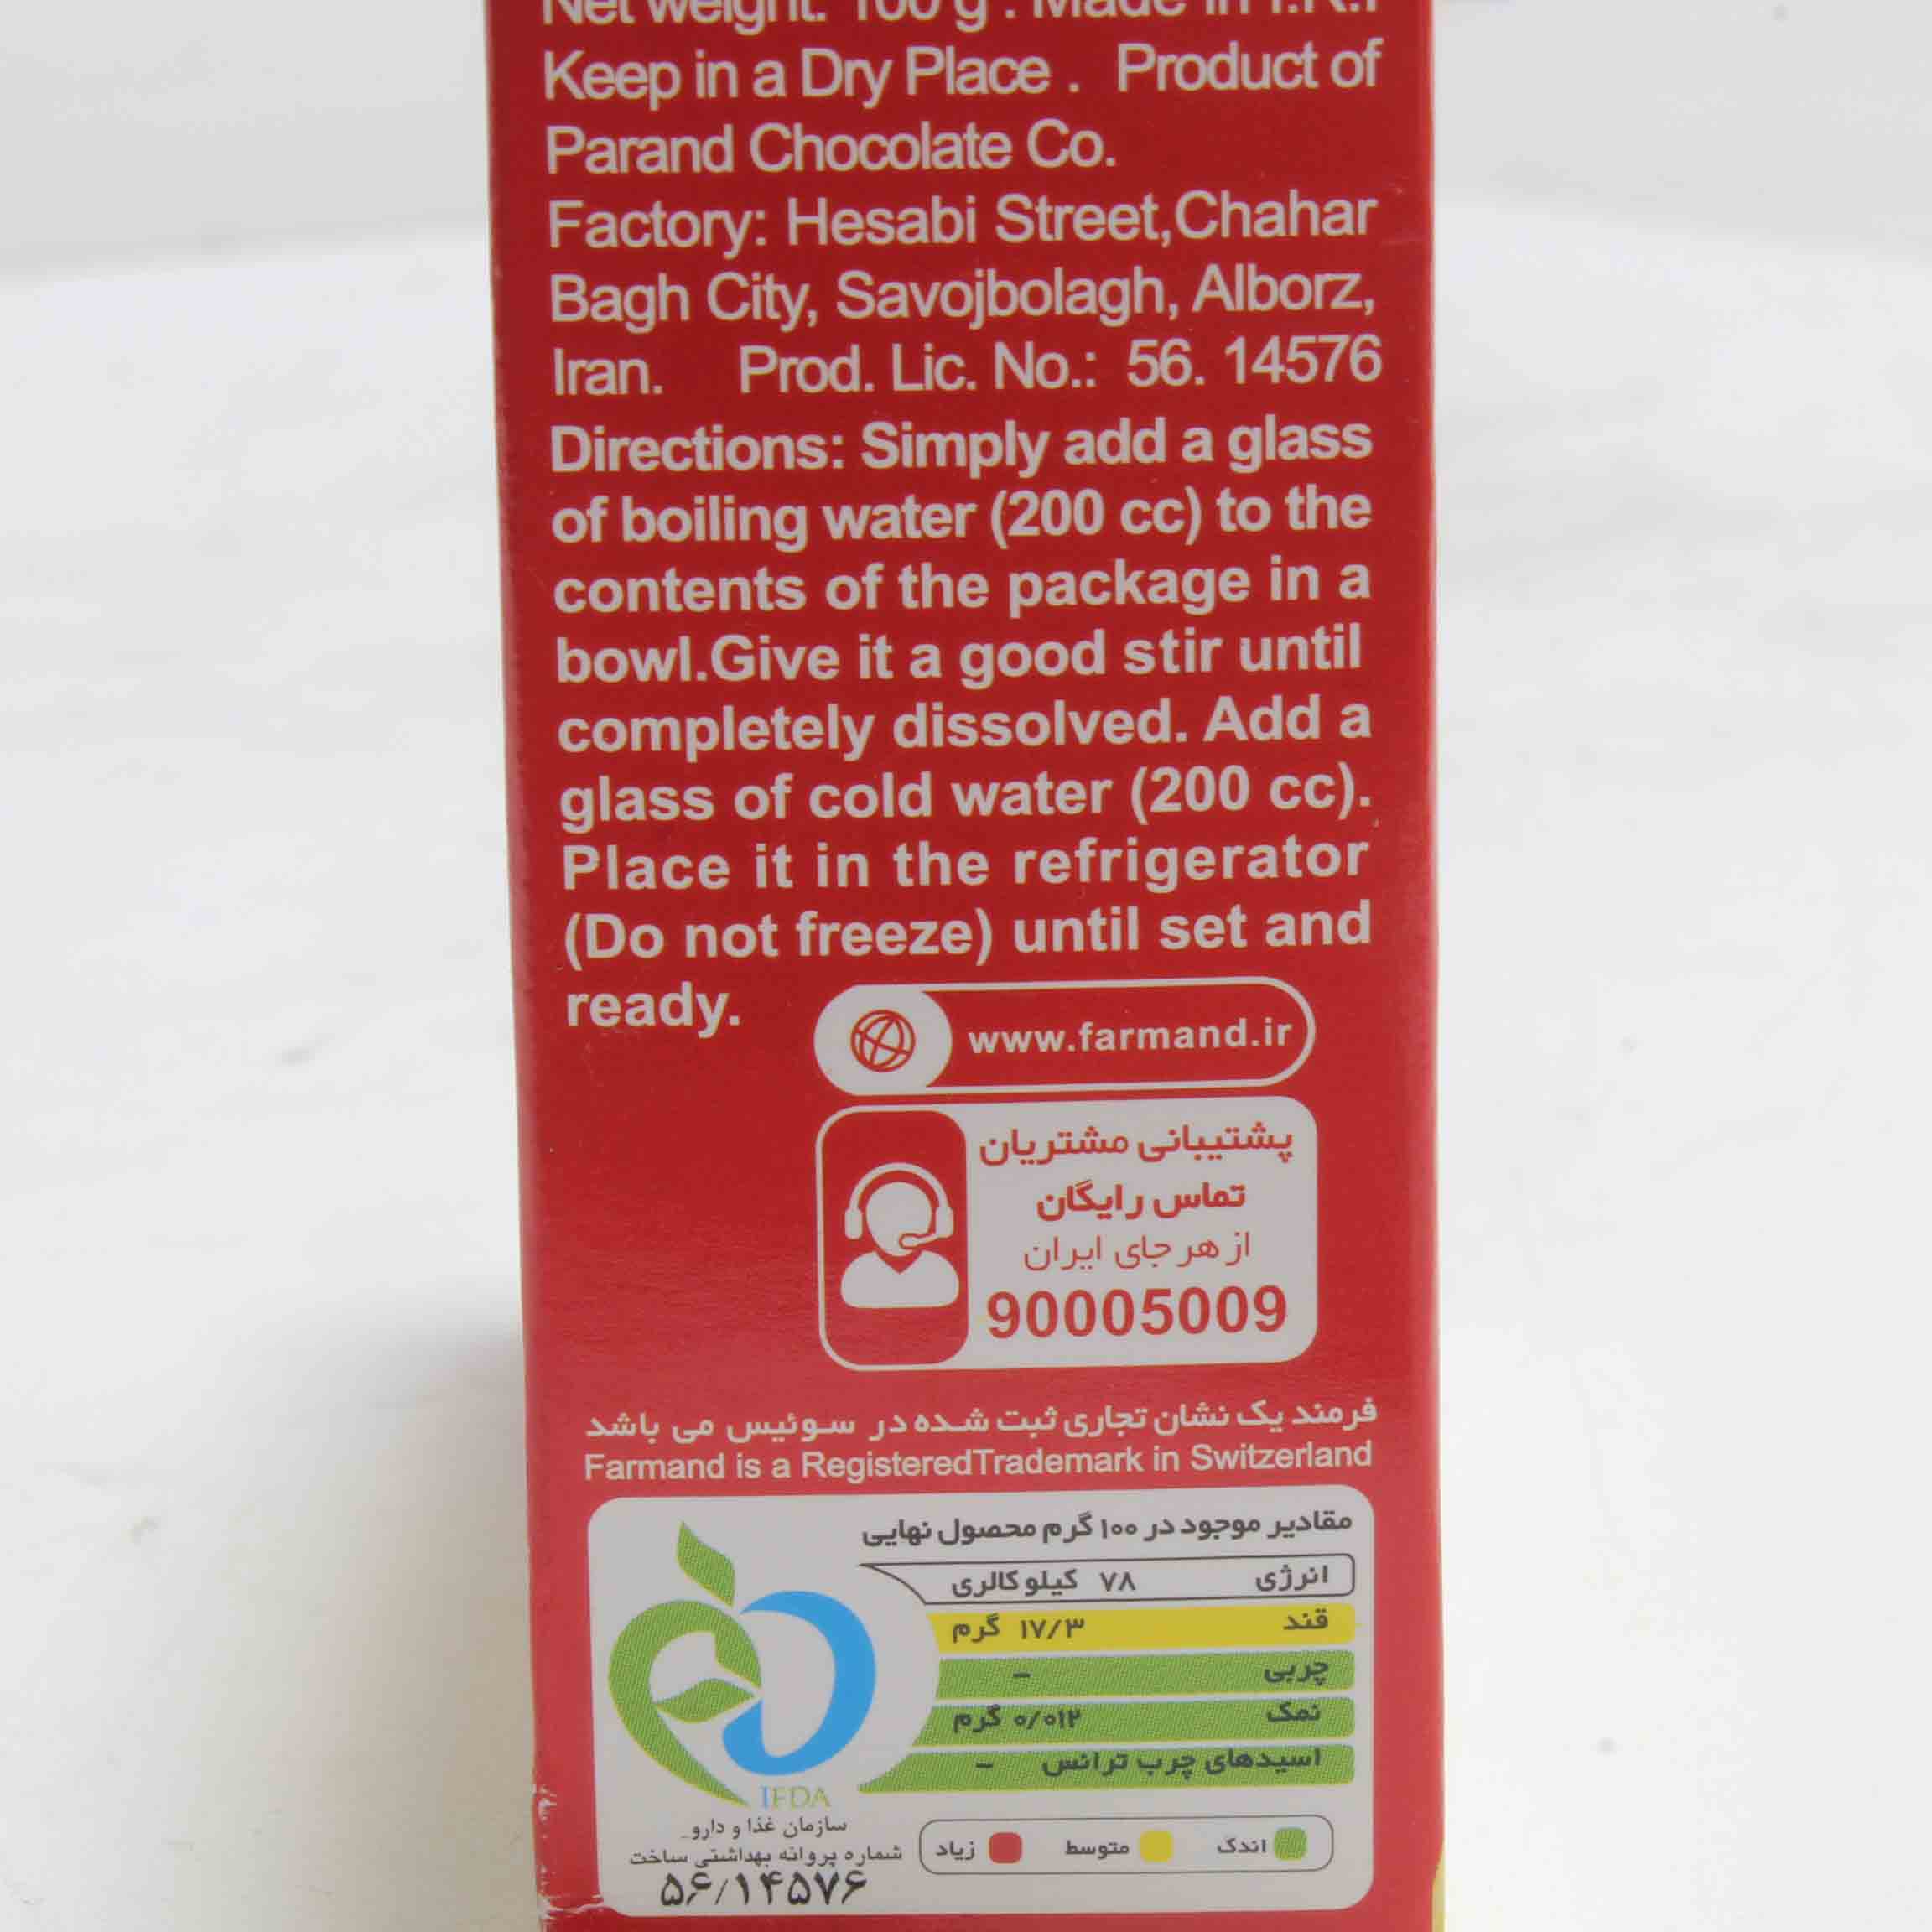 Net weight: 100 g . Made in I.R.I
Keep in a Dry Place . Product of
Parand Chocolate Co.
Factory: Hesabi Street,Chahar
Bagh City, Savojbolagh, Alborz,
Iran. Prod. Lic. No.: 56. 14576
Directions: Simply add a glass
of boiling water (200 cc) to the
contents of the package in a
bowl.Give it a good stir until
completely dissolved. Add a
glass of cold water (200 cc).
Place it in the refrigerator
(Do not freeze) until set and
ready.
www.farmand.ir
پشتیبانی مشتریان
تماس رایگان
از هر جای ایران
90005009
فرمند یک نشان تجاری ثبت شده در سوئیس می باشد
Farmand is a RegisteredTrademark in Switzerland
مقادیر موجود در ۱۰۰ گرم محصول نهایی
انرژی ۷۸ کیلو کالری
قند ۱۷/۳ گرم
چربی -
نمک ۰/۰۱۲ گرم
اسیدهای چرب ترانس -
IFDA
سازمان غذا و دارو
اندک متوسط زیاد
شماره پروانه بهداشتی ساخت
۵۶/۱۴۵۷۶